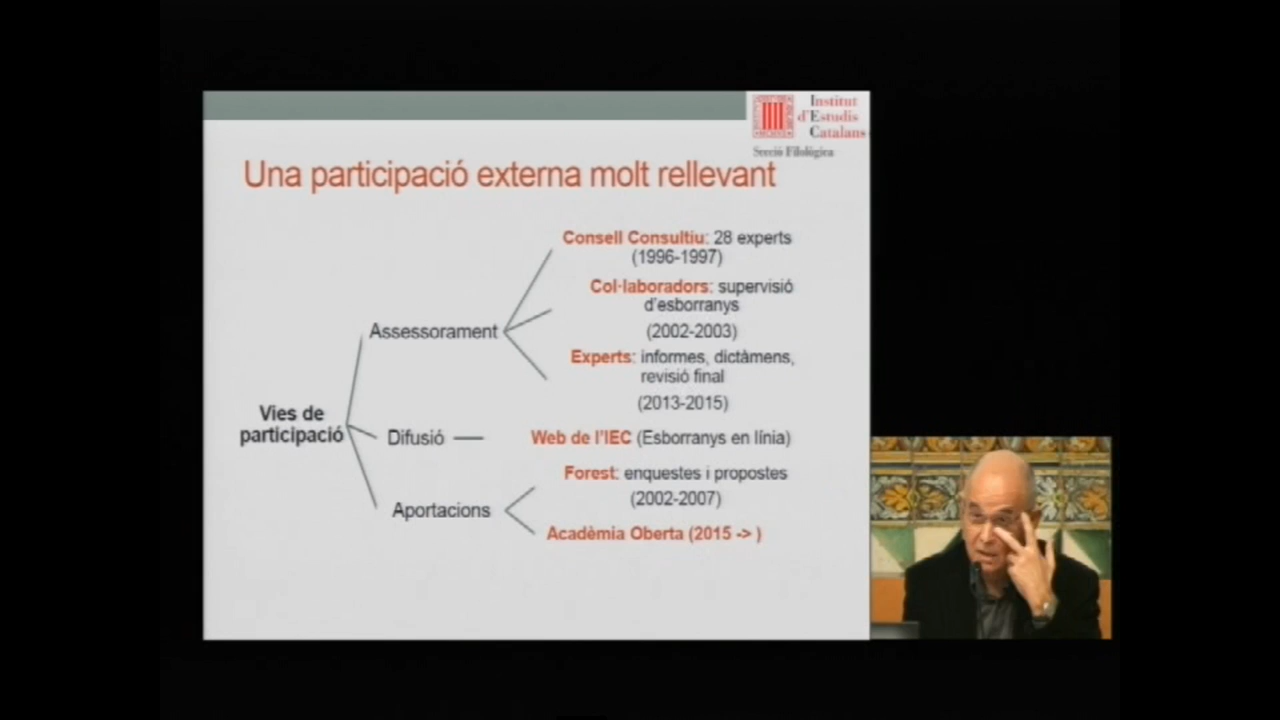 Institut
d'Estudis
Catalans
Secció Filològica
Una participació externa molt rellevant
Consell Consultiu: 28 experts
(1996-1997)
Col·laboradors: supervisió
d'esborranys
(2002-2003)
Assessorament
Experts: informes, dictàmens,
revisió final
(2013-2015)
Vies de
participació
Difusió
Web de l'IEC (Esborranys en línia)
Forest: enquestes i propostes
(2002-2007)
Aportacions
Acadèmia Oberta (2015 -> )